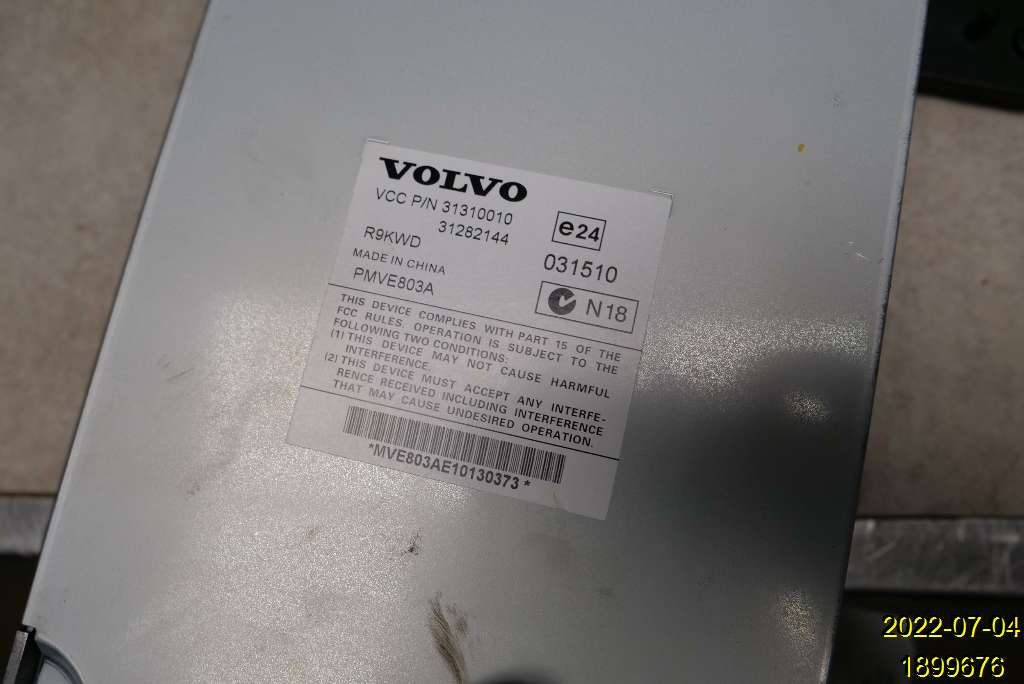 VOLVO
VCC P/N 31310010
31282144
R9KWD
MADE IN CHINA
PMVE803A
e24
031510
N18
THIS DEVICE COMPLIES WITH PART 15 OF THE
FCC RULES. OPERATION IS SUBJECT TO THE
FOLLOWING TWO CONDITIONS:
(1) THIS DEVICE MAY NOT CAUSE HARMFUL
INTERFERENCE.
(2) THIS DEVICE MUST ACCEPT ANY INTERFE-
RENCE RECEIVED INCLUDING INTERFERENCE
THAT MAY CAUSE UNDESIRED OPERATION.
*MVE803AE10130373*
2022-07-04
1899676